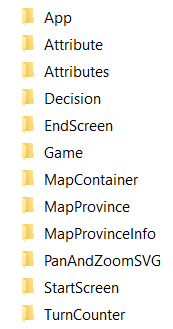 App
Attribute
Attributes
Decision
EndScreen
Game
MapContainer
MapProvince
MapProvinceInfo
PanAndZoomSVG
StartScreen
TurnCounter